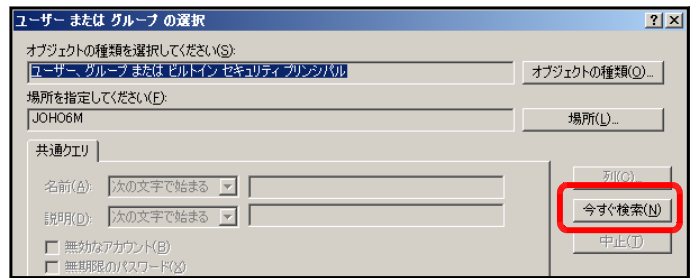 ユーザー または グループ の選択
オブジェクトの種類を選択してください(S):
ユーザー、グループ または ビルトイン セキュリティ プリンシパル
オブジェクトの種類(O)...
場所を指定してください(F):
JOHO6M
場所(L)...
共通クエリ
列(C)...
名前(A):
次の文字で始まる
今すぐ検索(N)
説明(D):
次の文字で始まる
中止(T)
無効なアカウント(B)
無期限のパスワード(X)